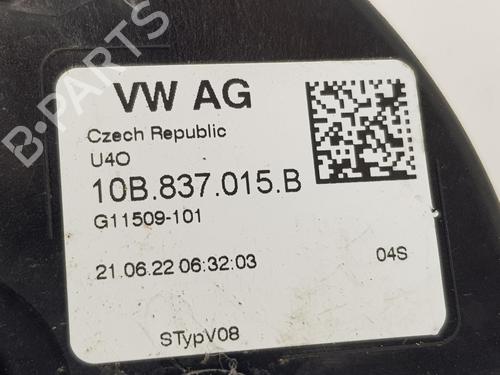 B-PARTS
VW AG
Czech Republic
U4O
10B.837.015.B
G11509-101
21.06.22 06:32:03
04S
STypV08